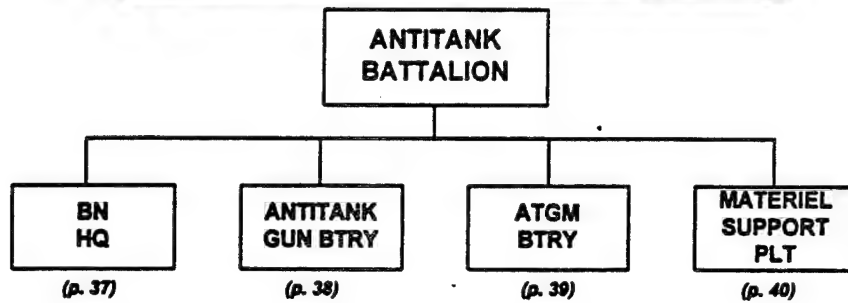 ANTITANK
BATTALION
BN
HQ
(p. 37)
ANTITANK
GUN BTRY
(p. 38)
ATGM
BTRY
(p. 39)
MATERIEL
SUPPORT
PLT
(p. 40)